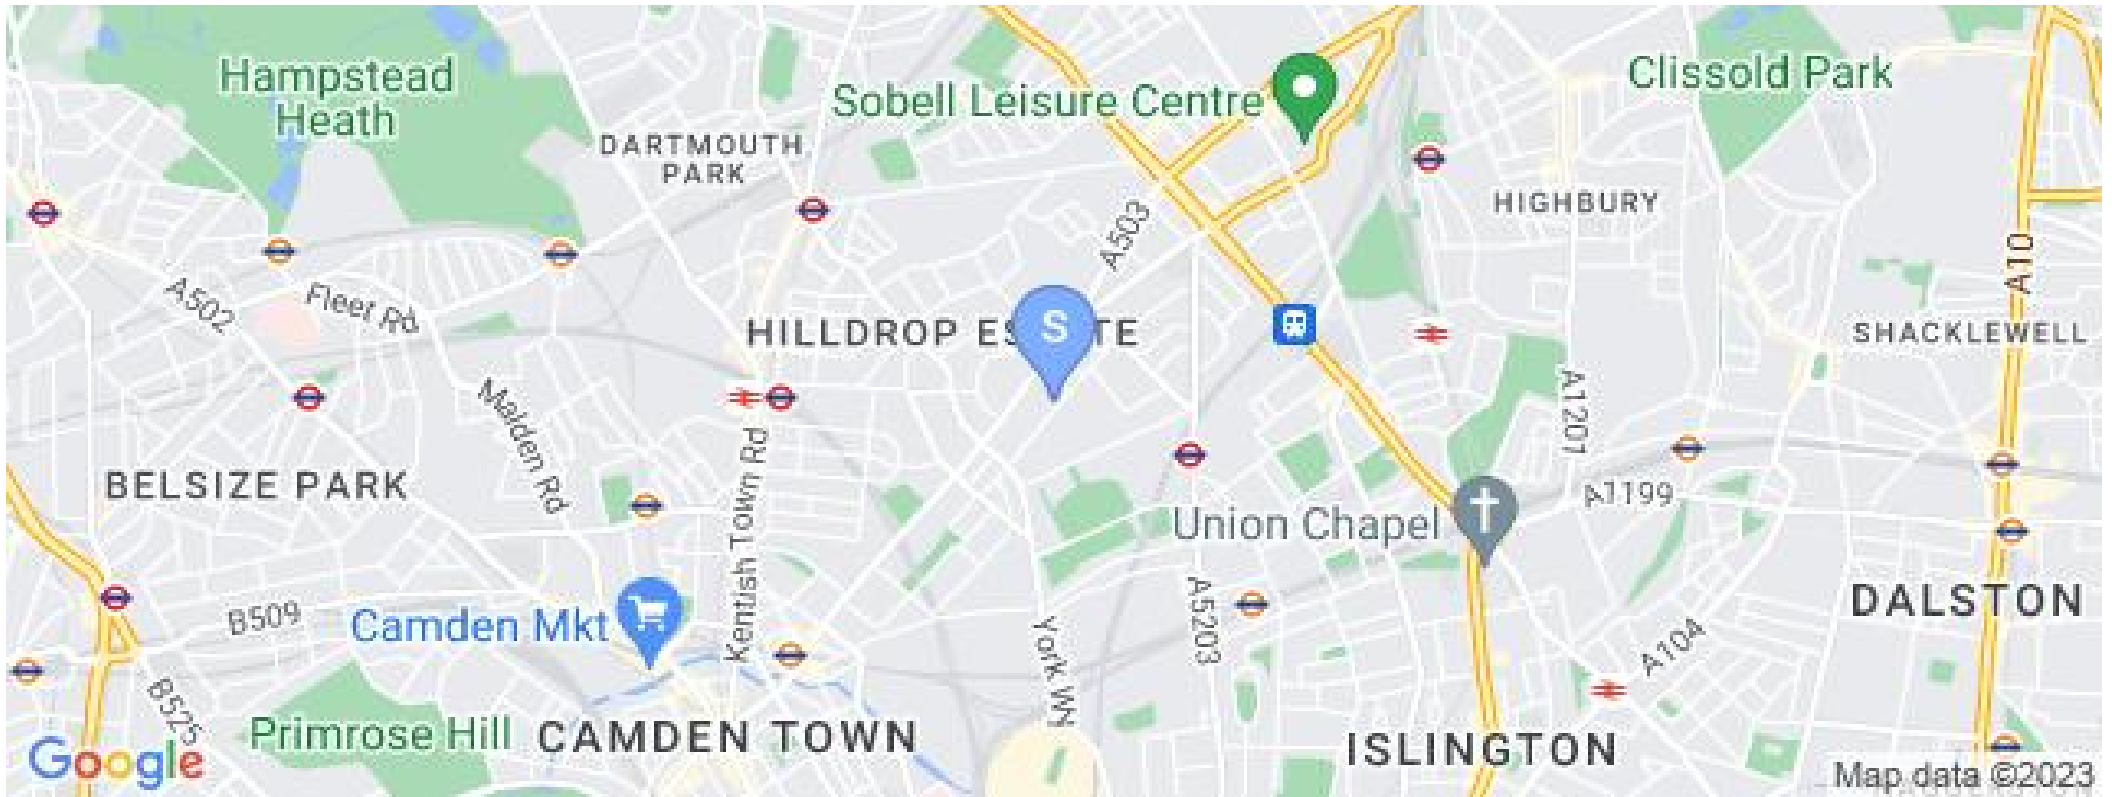 Hampstead
Heath
Sobell Leisure Centre
Clissold Park
DARTMOUTH
PARK
HIGHBURY
A503
A10
A502
Fleet Rd
HILLDROP ES
S
TE
SHACKLEWELL
Malden Rd
A1201
BELSIZE PARK
Kentish Town Rd
Union Chapel
A1199
B509
Camden Mkt
York Wy
A5203
DALSTON
A104
B525
Primrose Hill
CAMDEN TOWN
ISLINGTON
Google
Map data ©2023